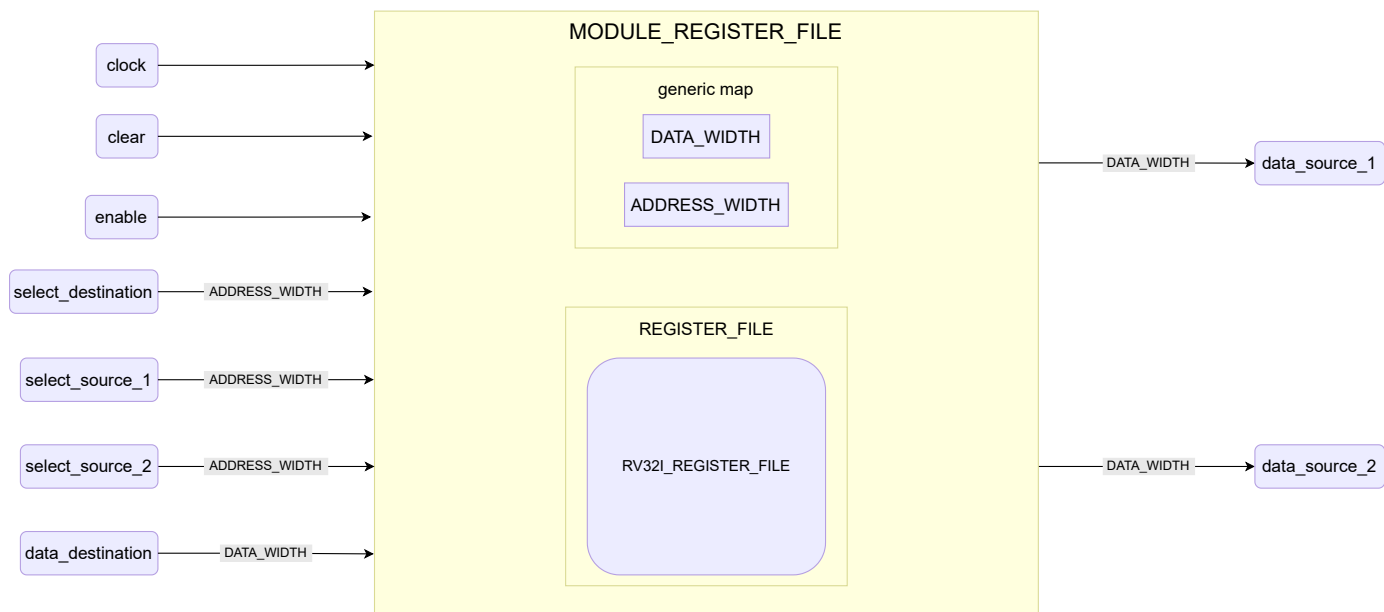 MODULE_REGISTER_FILE
clock
generic map
clear
DATA_WIDTH
DATA_WIDTH
data_source_1
enable
ADDRESS_WIDTH
select_destination
ADDRESS_WIDTH
REGISTER_FILE
select_source_1
ADDRESS_WIDTH
select_source_2
ADDRESS_WIDTH
RV32I_REGISTER_FILE
DATA_WIDTH
data_source_2
data_destination
DATA_WIDTH